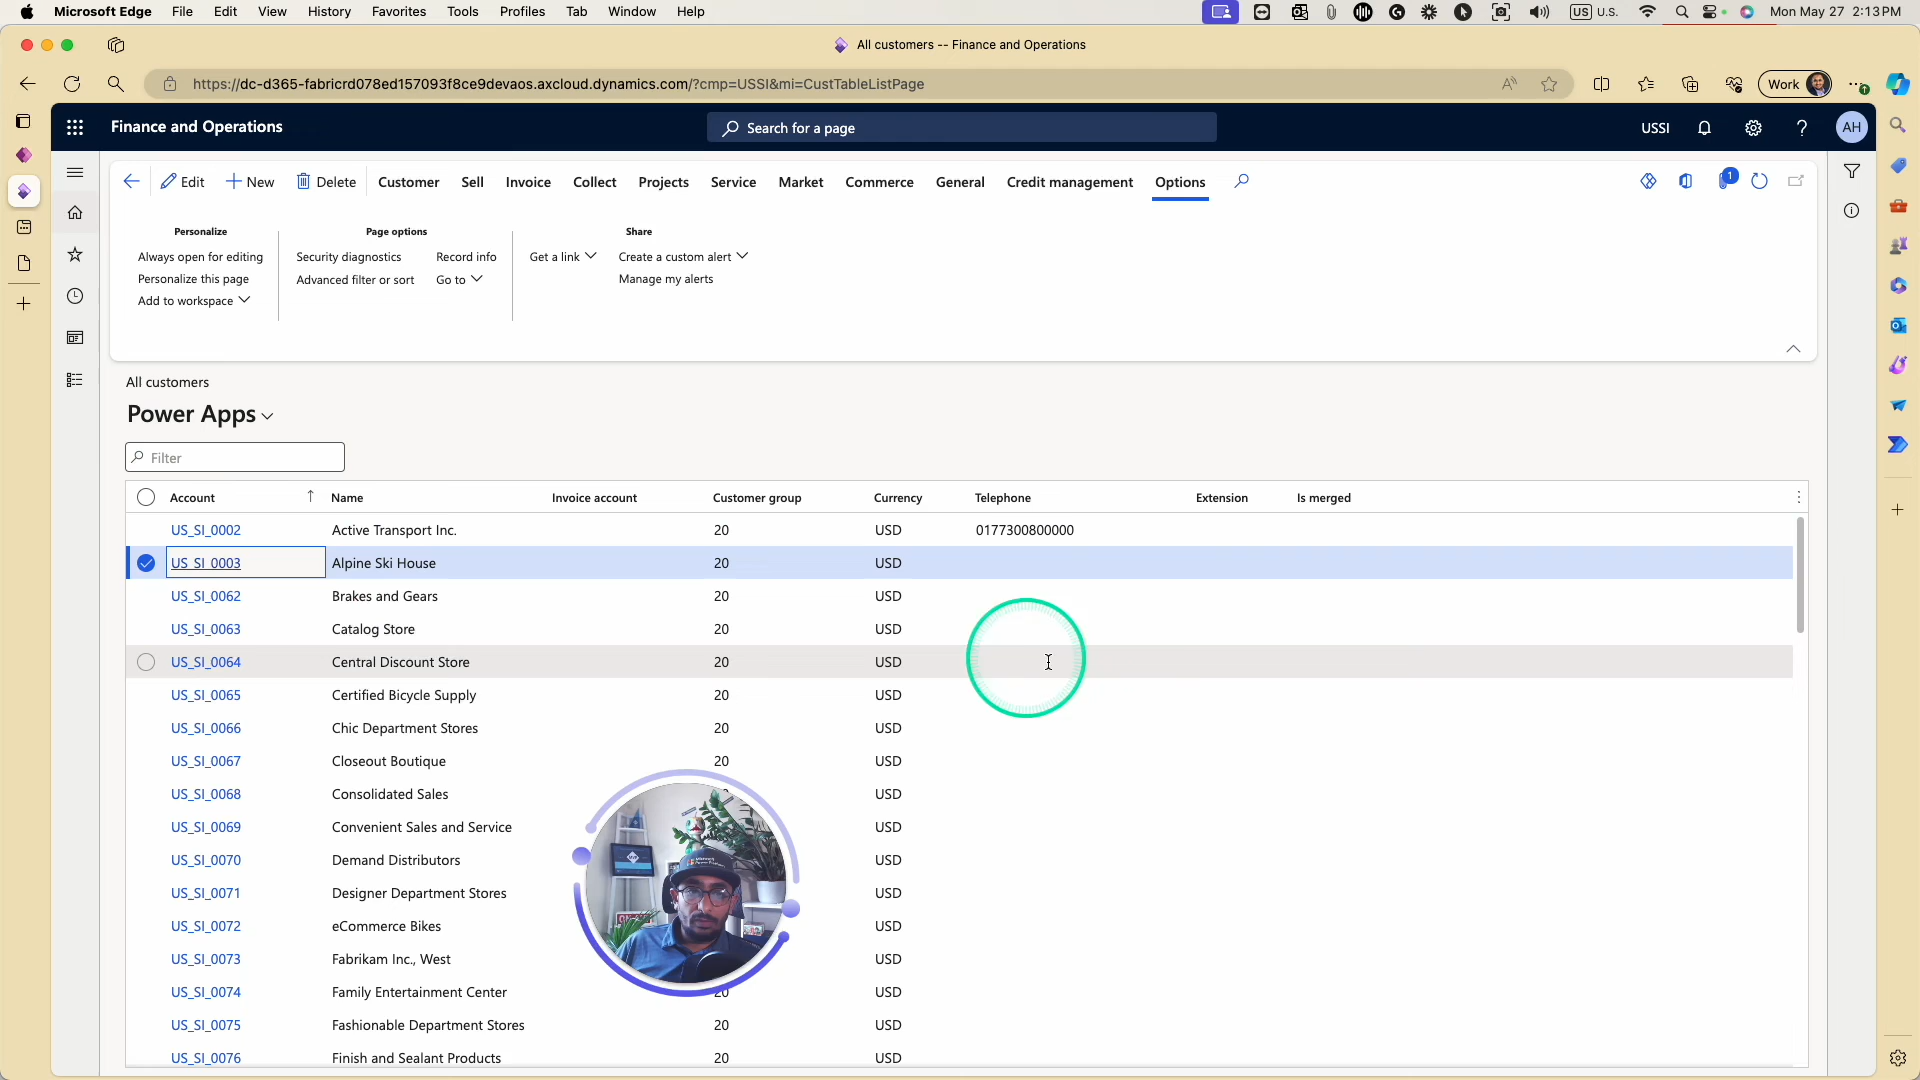 Microsoft Edge File Edit View History Favorites Tools Profiles Tab Window Help US U.S. Mon May 27 2:13 PM
All customers -- Finance and Operations
https://dc-d365-fabricrd078ed157093f8ce9devaos.axcloud.dynamics.com/?cmp=USSI&mi=CustTableListPage Work
Finance and Operations Search for a page USSI AH
Edit New Delete Customer Sell Invoice Collect Projects Service Market Commerce General Credit management Options 1
Personalize Page options Share
Always open for editing Security diagnostics Record info Get a link Create a custom alert
Personalize this page Advanced filter or sort Go to Manage my alerts
Add to workspace
All customers
Power Apps
Filter
Account Name Invoice account Customer group Currency Telephone Extension Is merged
US_SI_0002 Active Transport Inc. 20 USD 0177300800000
US_SI_0003 Alpine Ski House 20 USD
US_SI_0062 Brakes and Gears 20 USD
US_SI_0063 Catalog Store 20 USD
US_SI_0064 Central Discount Store 20 USD
US_SI_0065 Certified Bicycle Supply 20 USD
US_SI_0066 Chic Department Stores 20 USD
US_SI_0067 Closeout Boutique 20 USD
US_SI_0068 Consolidated Sales USD
US_SI_0069 Convenient Sales and Service USD
US_SI_0070 Demand Distributors USD
US_SI_0071 Designer Department Stores USD
US_SI_0072 eCommerce Bikes USD
US_SI_0073 Fabrikam Inc., West USD
US_SI_0074 Family Entertainment Center 20 USD
US_SI_0075 Fashionable Department Stores 20 USD
US_SI_0076 Finish and Sealant Products 20 USD